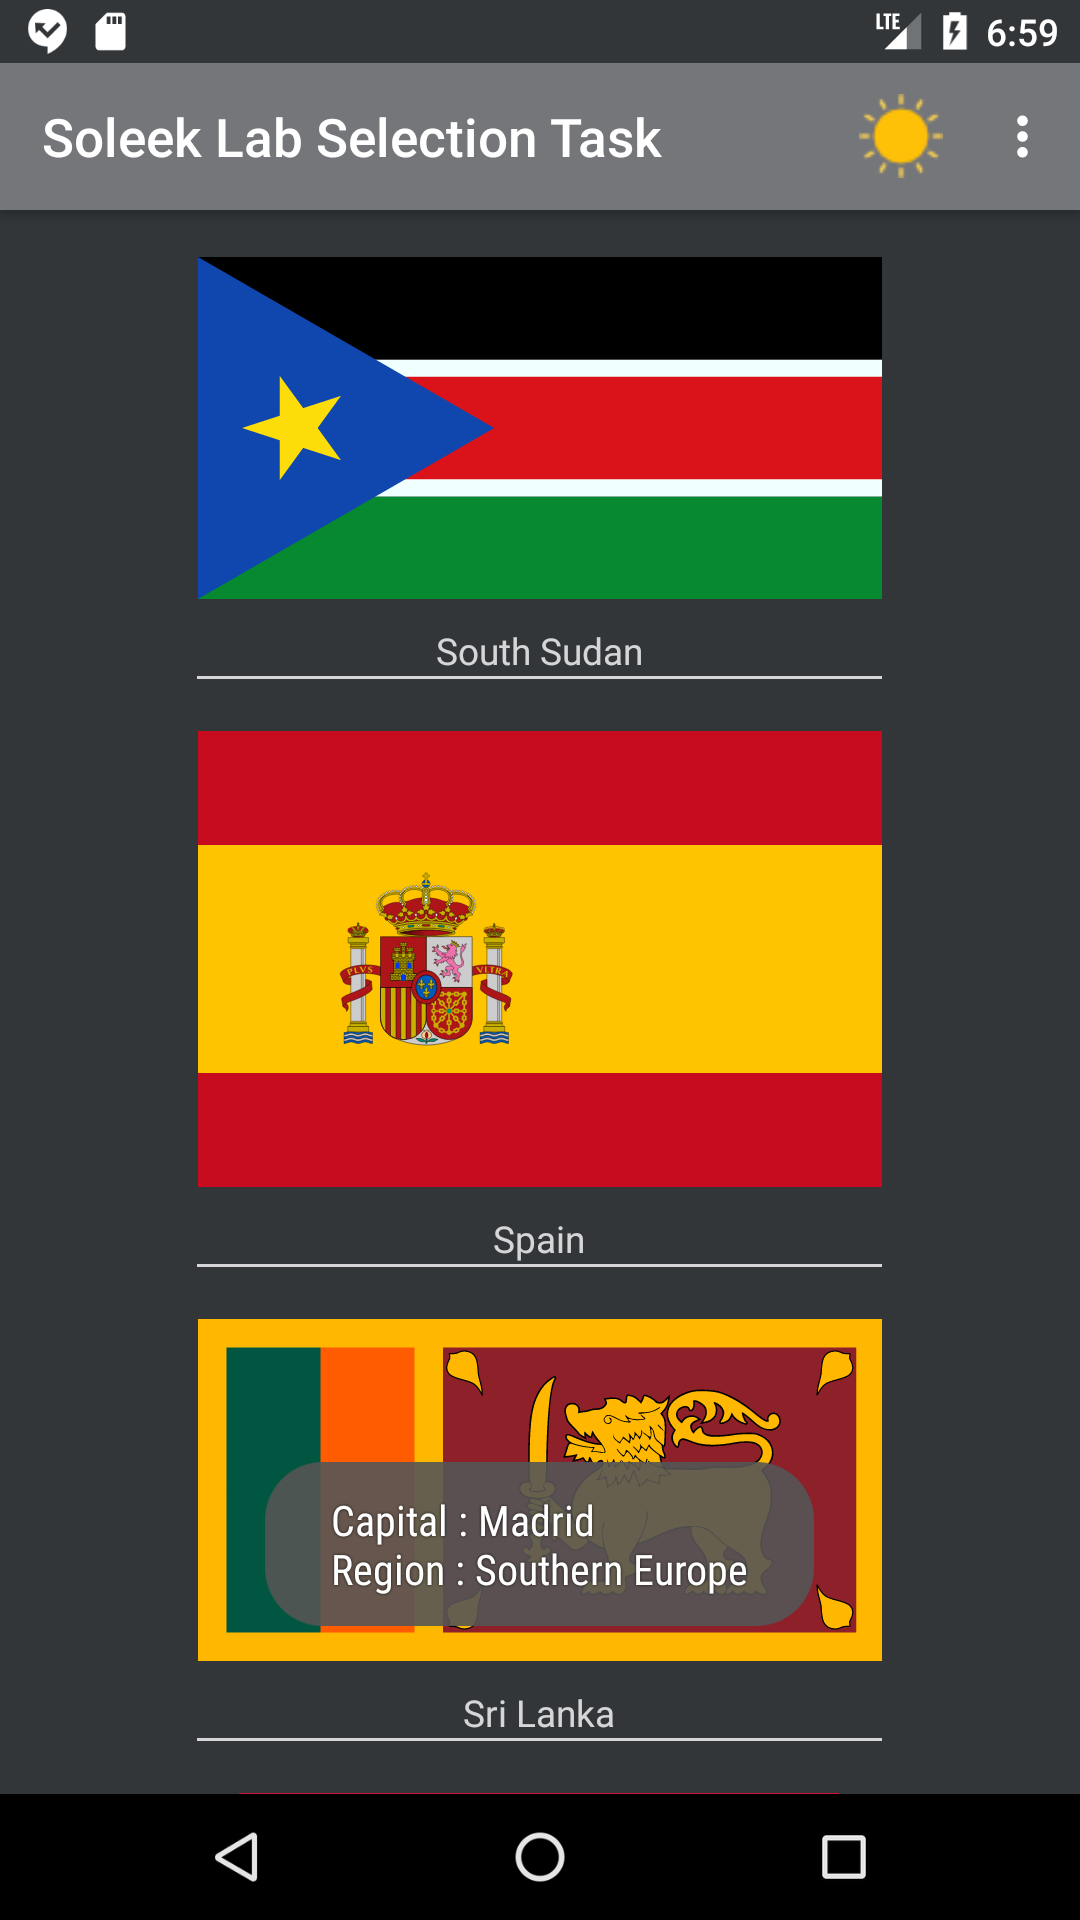 LTE 6:59
Soleek Lab Selection Task
South Sudan
PLVS VLTRA
Spain
Capital : Madrid
Region : Southern Europe
Sri Lanka